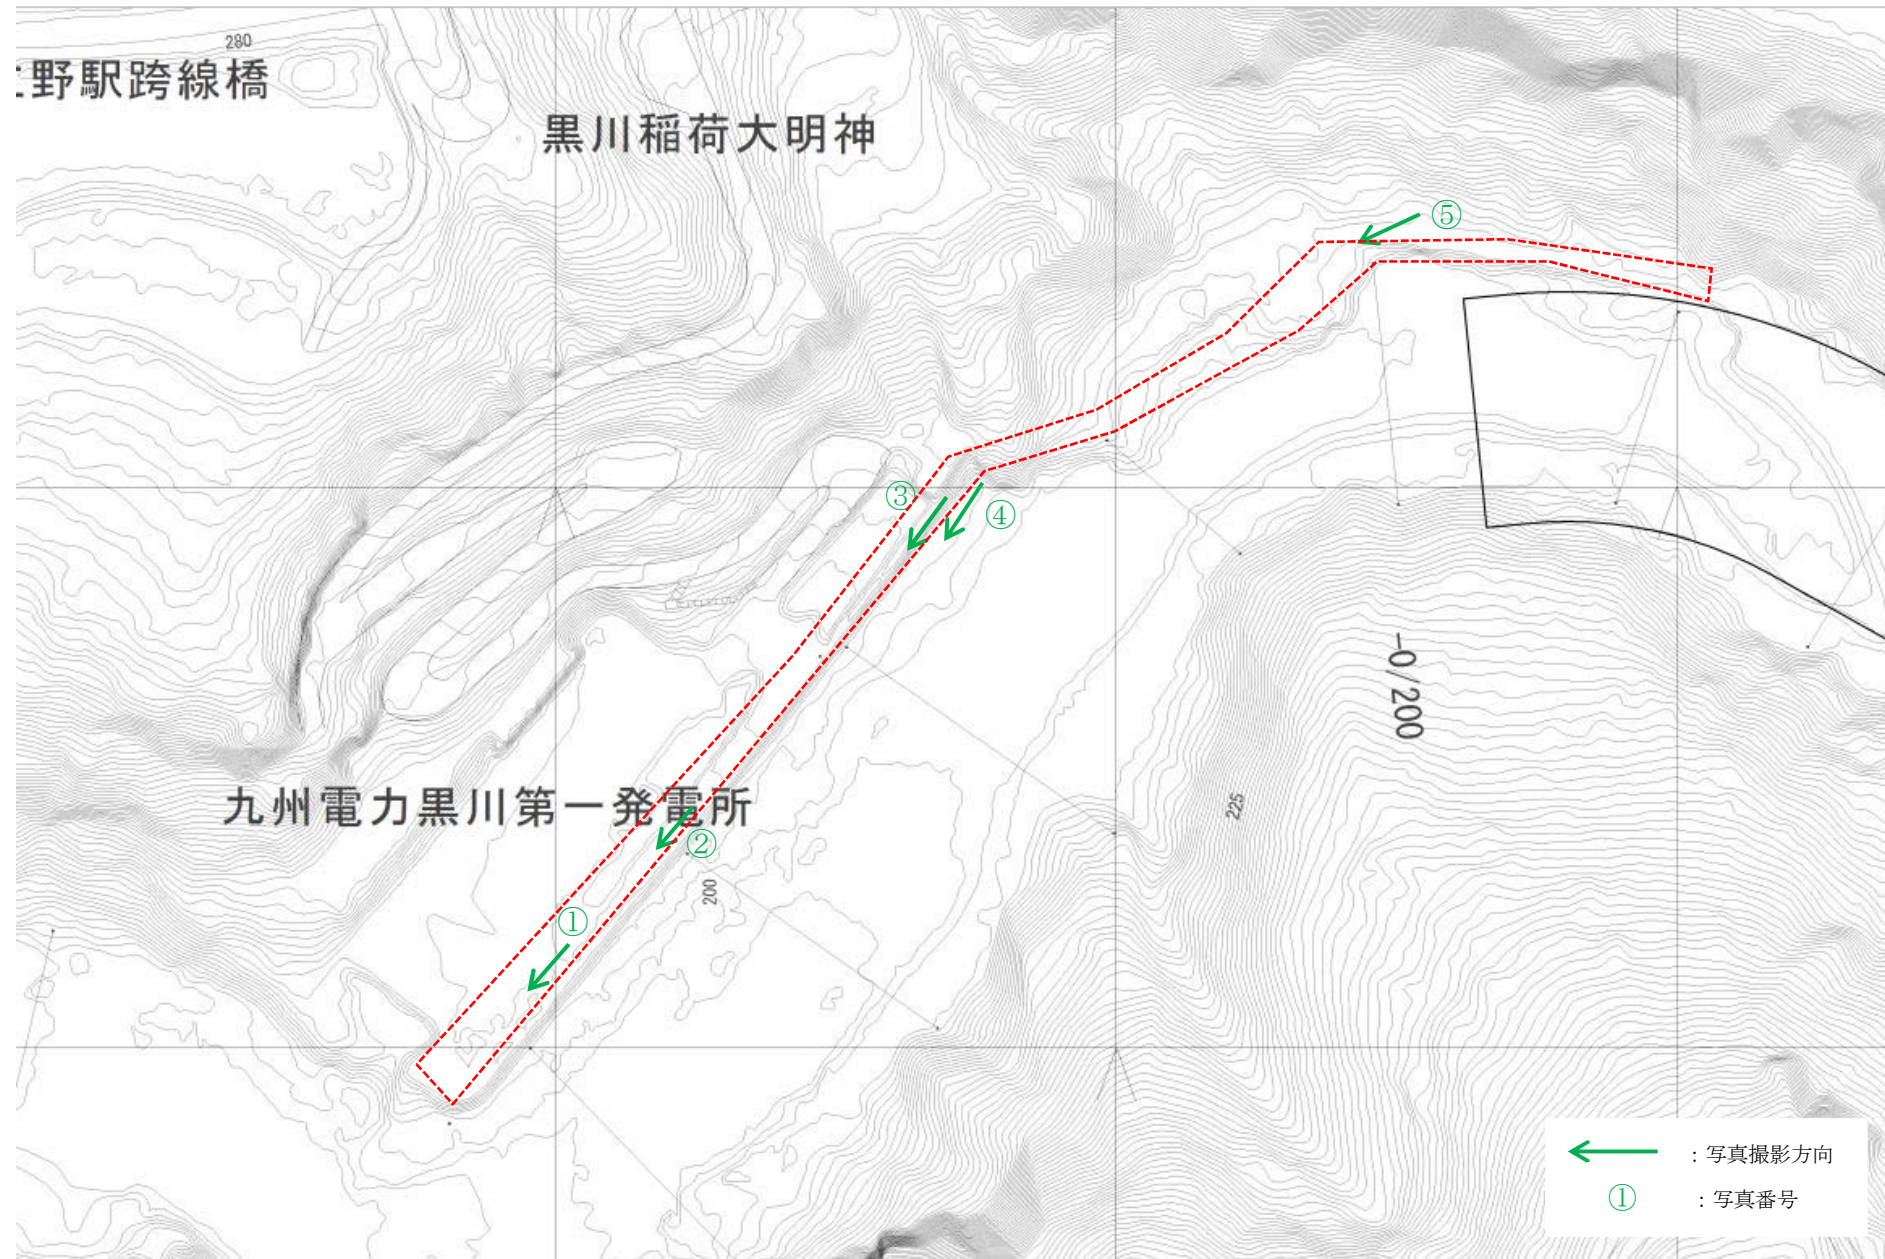 280
野駅跨線橋
黒川稲荷大明神
⑤
③
④
-0/200
九州電力黒川第一発電所
②
225
200
①
：写真撮影方向
① ：写真番号